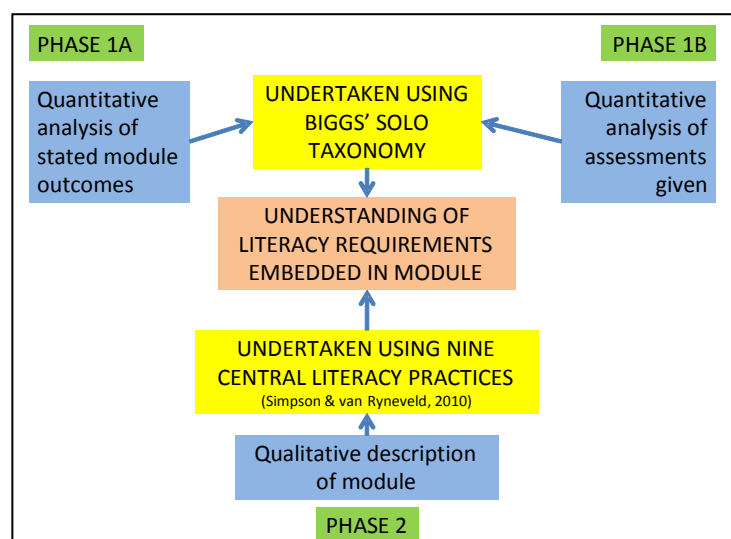 PHASE 1A
PHASE 1B
Quantitative
analysis of
stated module
outcomes
UNDERTAKEN USING
BIGGS' SOLO
TAXONOMY
Quantitative
analysis of
assessments
given
UNDERSTANDING OF
LITERACY REQUIREMENTS
EMBEDDED IN MODULE
UNDERTAKEN USING NINE
CENTRAL LITERACY PRACTICES
(Simpson & van Ryneveld, 2010)
Qualitative description
of module
PHASE 2